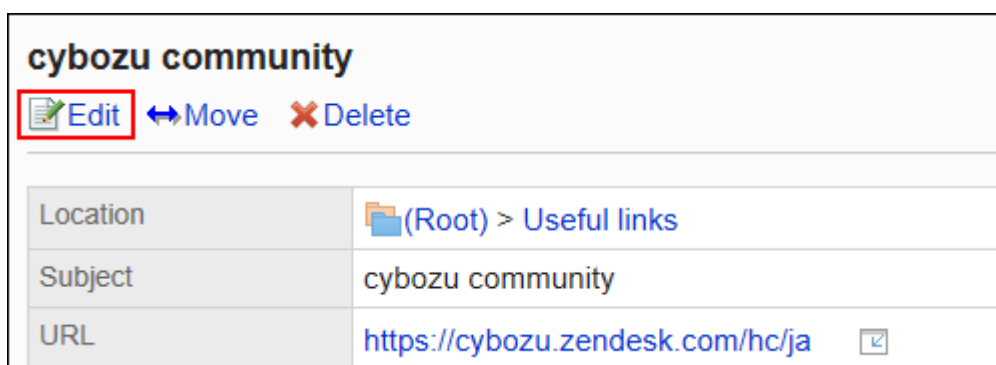 cybozu community
Edit Move Delete
Location (Root) > Useful links
Subject cybozu community
URL https://cybozu.zendesk.com/hc/ja